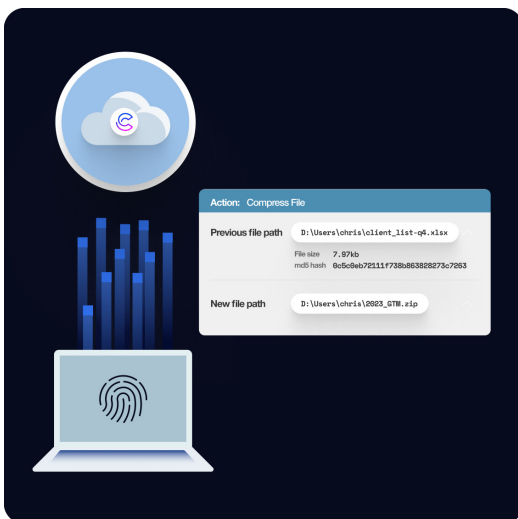 Action: Compress File
Previous file path D:\Users\chris\client_list-q4.xlsx
File size 7.97kb
md5 hash 0c5c0eb72111f738b863828273c7263
New file path D:\Users\chris\2023_GTM.zip